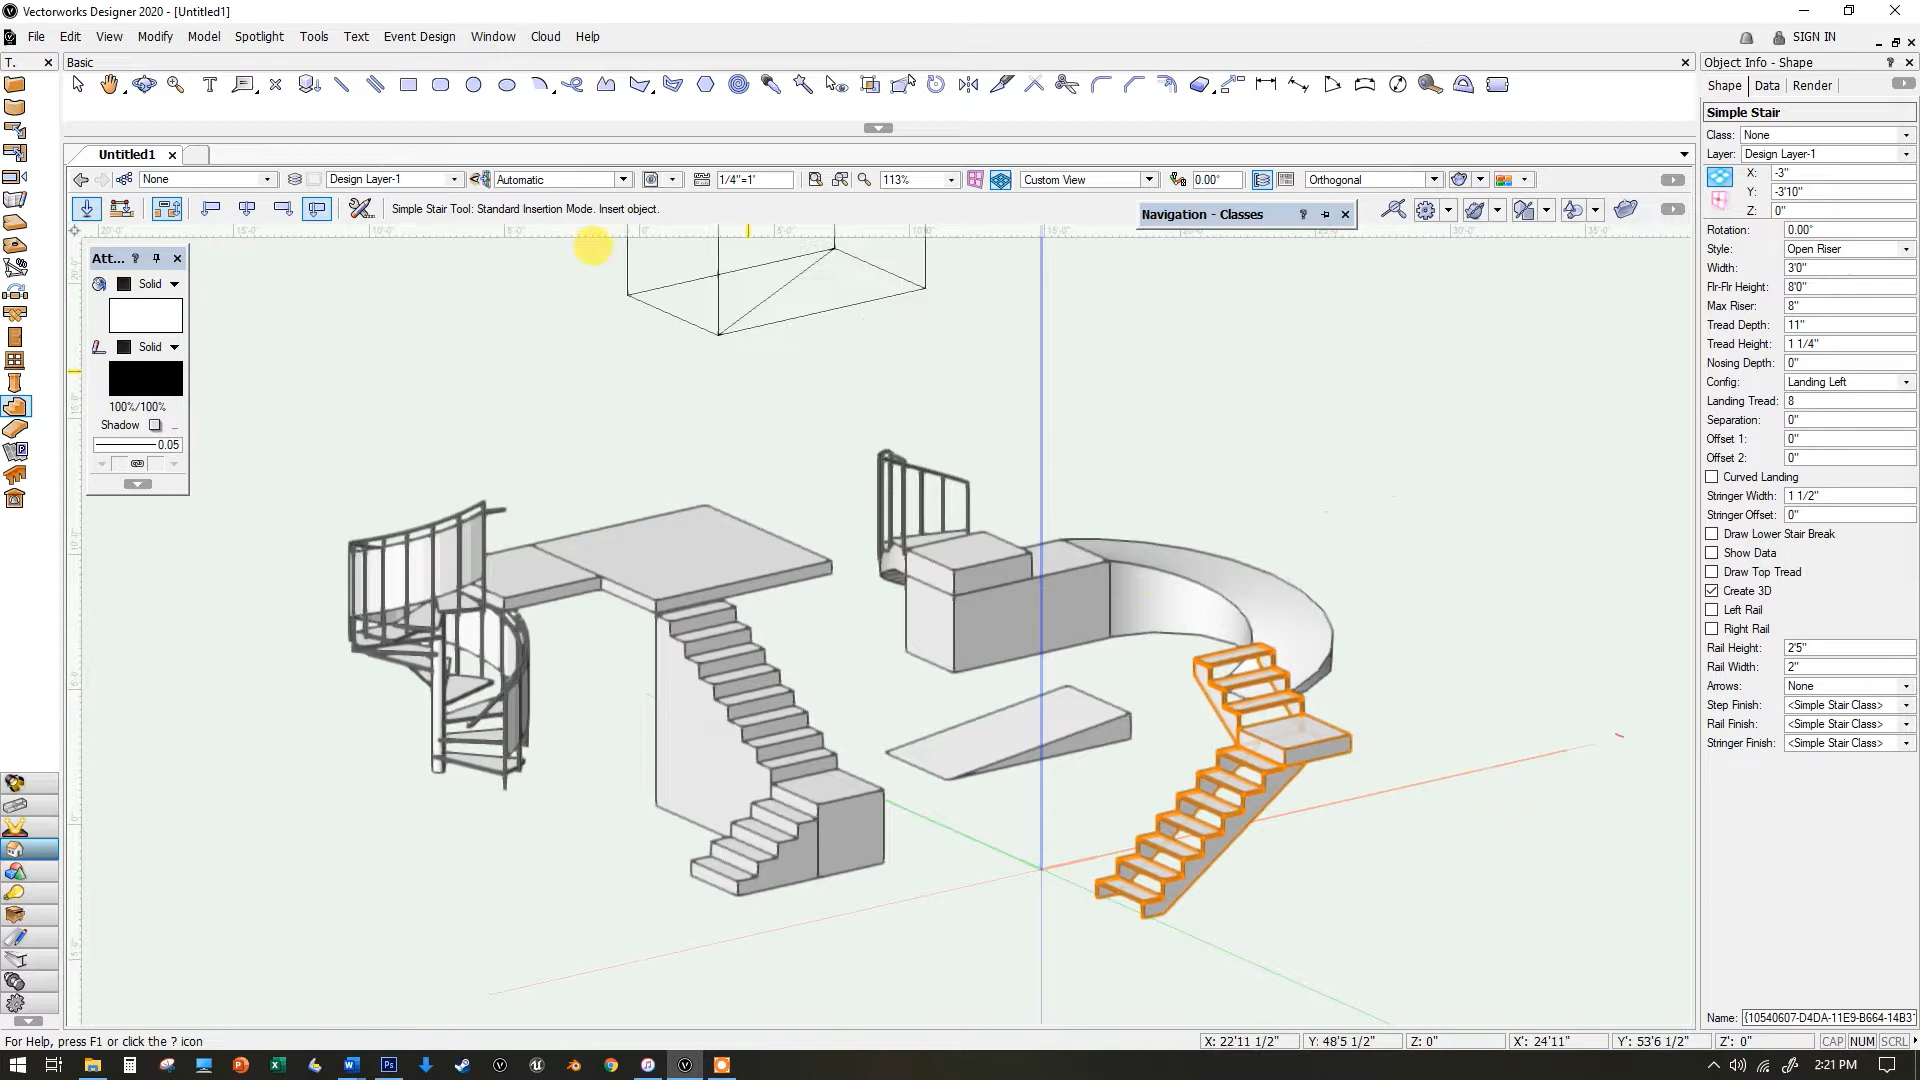 Vectorworks Designer 2020 - [Untitled1]
File Edit View Modify Model Spotlight Tools Text Event Design Window Cloud Help
SIGN IN
T.
Basic
Object Info - Shape
Shape Data Render
Simple Stair
Class: None
Layer: Design Layer-1
X: -3"
Y: -3'10"
Z: 0"
Rotation: 0.00°
Style: Open Riser
Width: 3'0"
Flr-Flr Height: 8'0"
Max Riser: 8"
Tread Depth: 11"
Tread Height: 1 1/4"
Nosing Depth: 0"
Config: Landing Left
Landing Tread: 8
Separation: 0"
Offset 1: 0"
Offset 2: 0"
Curved Landing
Stringer Width: 1 1/2"
Stringer Offset: 0"
Draw Lower Stair Break
Show Data
Draw Top Tread
Create 3D
Left Rail
Right Rail
Rail Height: 2'5"
Rail Width: 2"
Arrows: None
Step Finish: <Simple Stair Class>
Rail Finish: <Simple Stair Class>
Stringer Finish: <Simple Stair Class>
Name: {10540607-D4DA-11E9-B664-14B3
Untitled1
None Design Layer-1 Automatic 1/4"=1' 113% Custom View 0.00° Orthogonal
Simple Stair Tool: Standard Insertion Mode. Insert object.
Navigation - Classes
Att...
Solid
Solid
100%/100%
Shadow
0.05
For Help, press F1 or click the ? icon
X: 22'11 1/2" Y: 48'5 1/2" Z: 0" X': 24'11" Y': 53'6 1/2" Z': 0" CAP NUM SCRL
2:21 PM